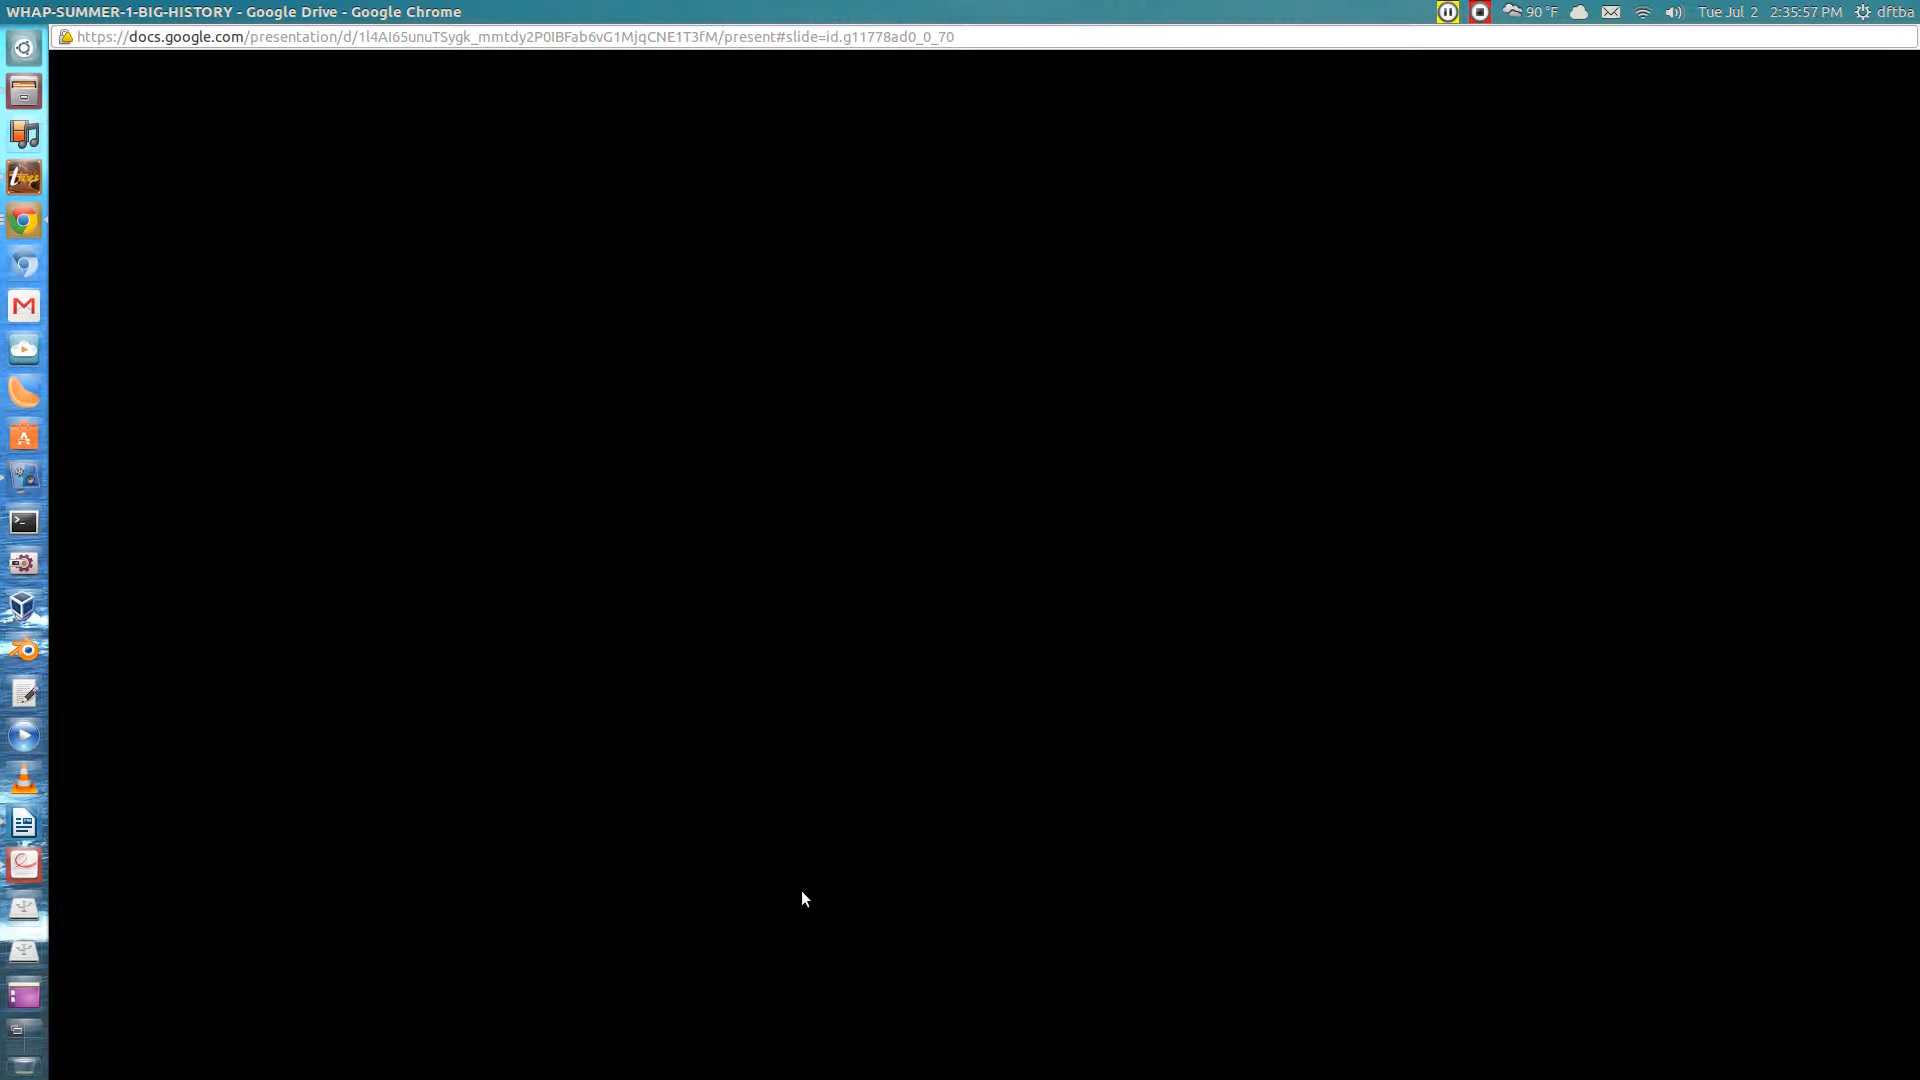 WHAP-SUMMER-1-BIG-HISTORY - Google Drive - Google Chrome
90 °F Tue Jul 2 2:35:57 PM dftba
https://docs.google.com/presentation/d/1l4AI65unuTSygk_mmtdy2P0IBFab6vG1MjqCNE1T3fM/present#slide=id.g11778ad0_0_70